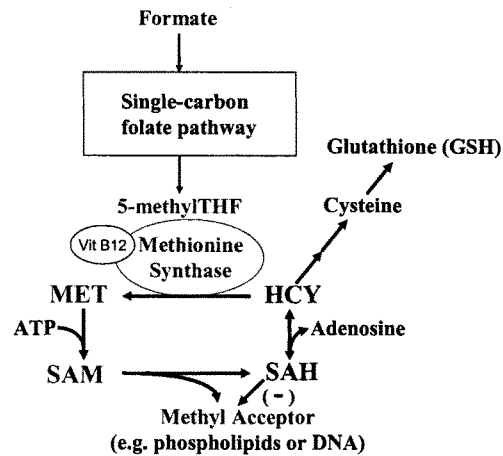 Formate
Single-carbon
folate pathway
Glutathione (GSH)
5-methylTHF
Cysteine
Vit B12
Methionine
Synthase
MET
HCY
ATP
Adenosine
SAM
SAH
(-)
Methyl Acceptor
(e.g. phospholipids or DNA)